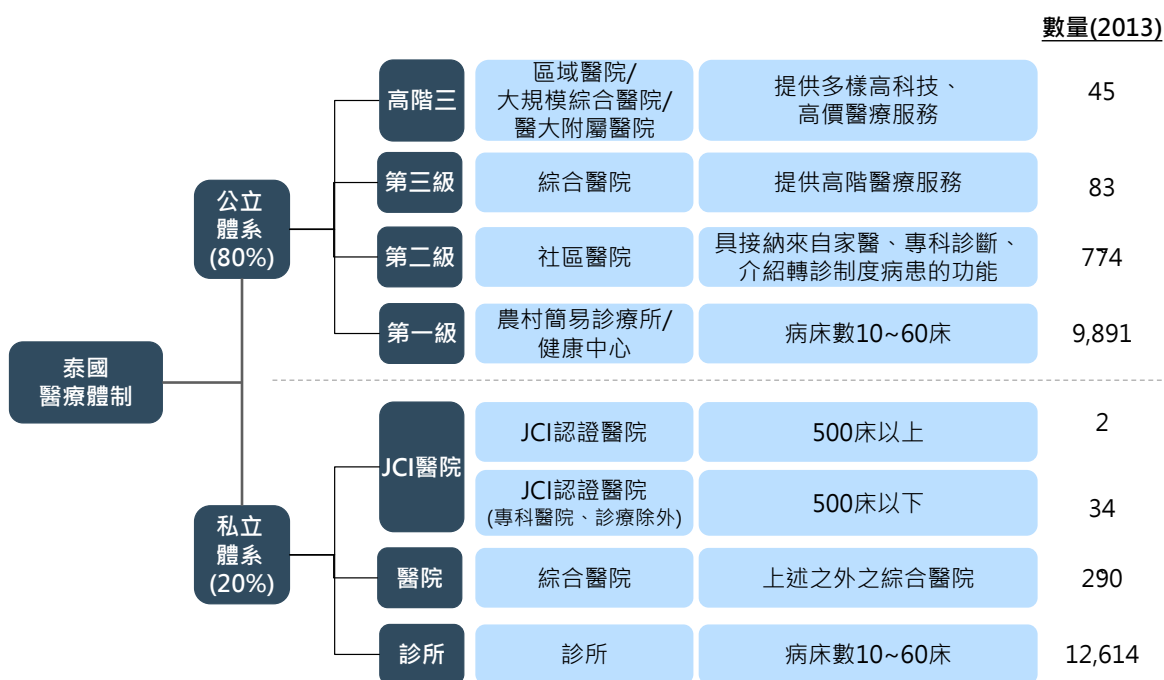 數量(2013)
高階三
區域醫院/
大規模綜合醫院/
醫大附屬醫院
提供多樣高科技、
高價醫療服務
45
第三級
綜合醫院
提供高階醫療服務
83
公立
體系
(80%)
第二級
社區醫院
具接納來自家醫、專科診斷、
介紹轉診制度病患的功能
774
第一級
農村簡易診療所/
健康中心
病床數10~60床
9,891
泰國
醫療體制
JCI醫院
JCI認證醫院
500床以上
2
JCI認證醫院
(專科醫院、診療除外)
500床以下
34
私立
體系
(20%)
醫院
綜合醫院
上述之外之綜合醫院
290
診所
診所
病床數10~60床
12,614